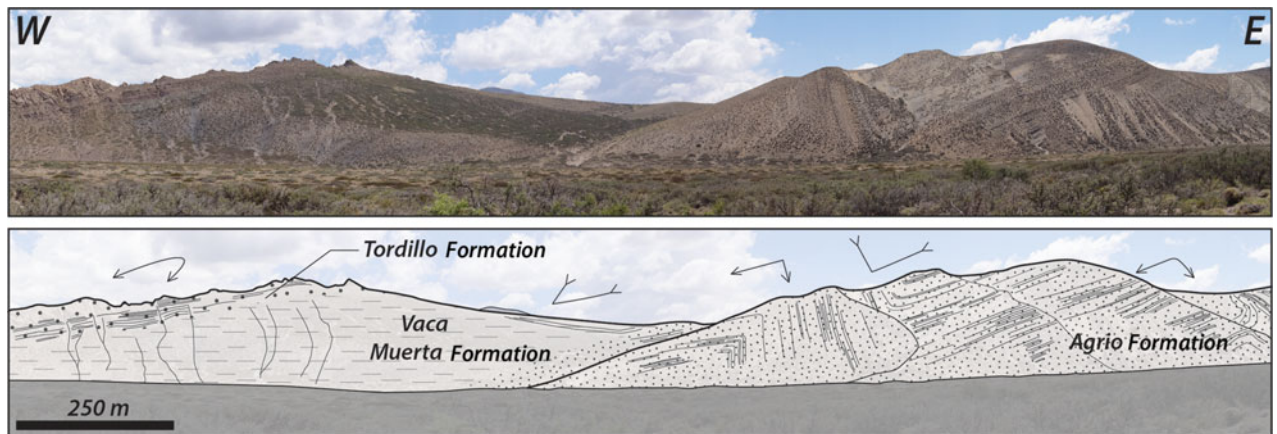 W
E
Tordillo Formation
Vaca
Muerta Formation
Agrio Formation
250 m